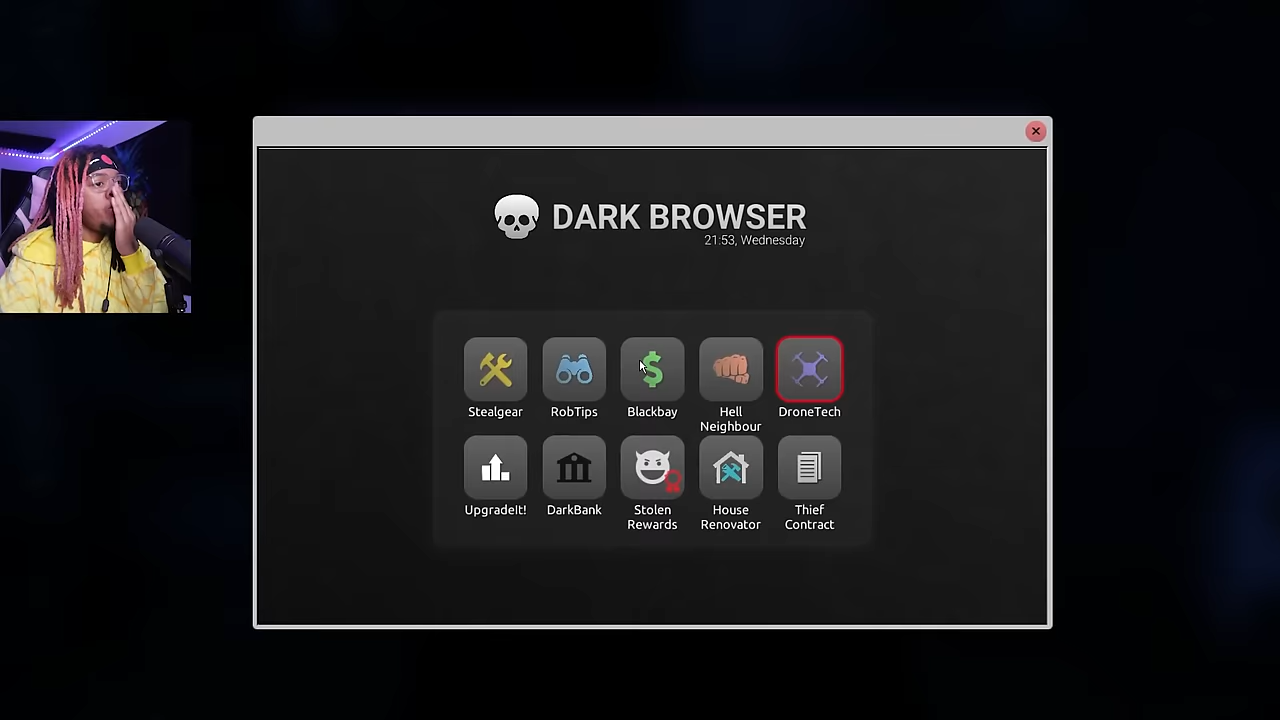 DARK BROWSER
21:53, Wednesday
Stealgear
RobTips
Blackbay
Hell
Neighbour
DroneTech
UpgradeIt!
DarkBank
Stolen
Rewards
House
Renovator
Thief
Contract